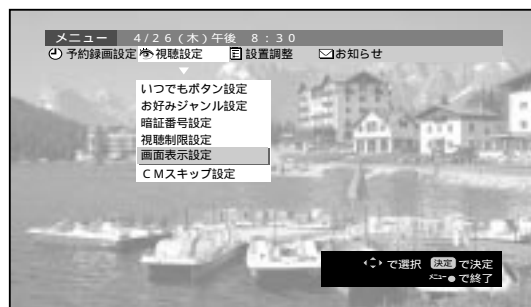 メニュー 4/26(木)午後 8:30
予約録画設定 視聴設定 設置調整 お知らせ
いつでもボタン設定
お好みジャンル設定
暗証番号設定
視聴制限設定
画面表示設定
CMスキップ設定
で選択 決定 で決定
メニュー で終了